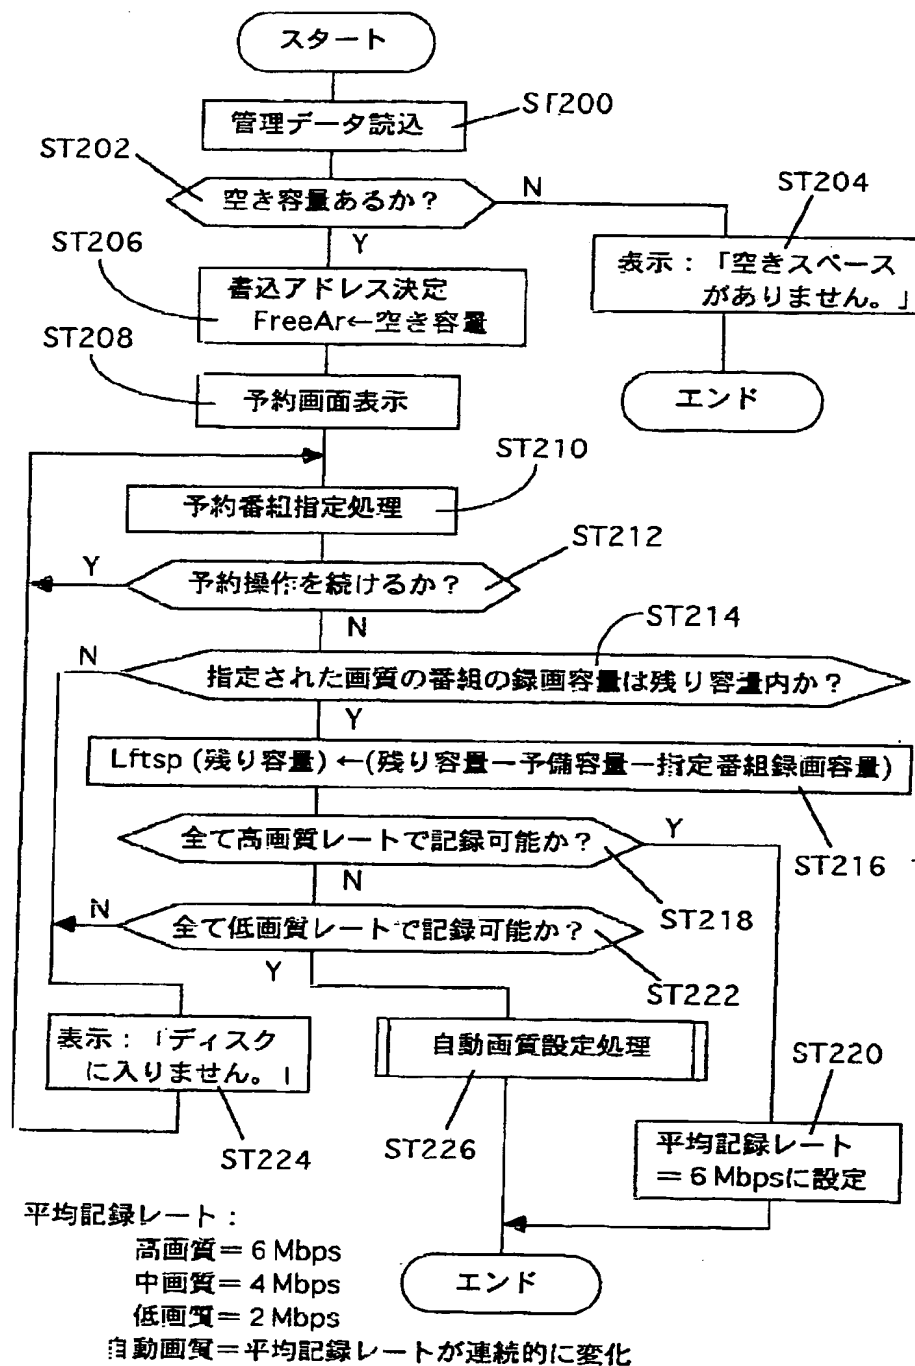 スタート
ST200
管理データ読込
ST202
空き容量あるか?
N
Y
ST204
表示:「空きスペース
がありません。」
エンド
ST206
書込アドレス決定
FreeAr←空き容量
ST208
予約画面表示
ST210
予約番組指定処理
ST212
Y
予約操作を続けるか?
N
ST214
N
指定された画質の番組の録画容量は残り容量内か?
Y
Lftsp (残り容量) ←(残り容量ー予備容量ー指定番組録画容量)
ST216
全て高画質レートで記録可能か?
Y
N
ST218
N
全て低画質レートで記録可能か?
Y
ST222
表示:「ディスク
に入りません。」
ST224
自動画質設定処理
ST226
ST220
平均記録レート
=6 Mbpsに設定
エンド
平均記録レート:
高画質=6 Mbps
中画質=4 Mbps
低画質=2 Mbps
自動画質=平均記録レートが連続的に変化